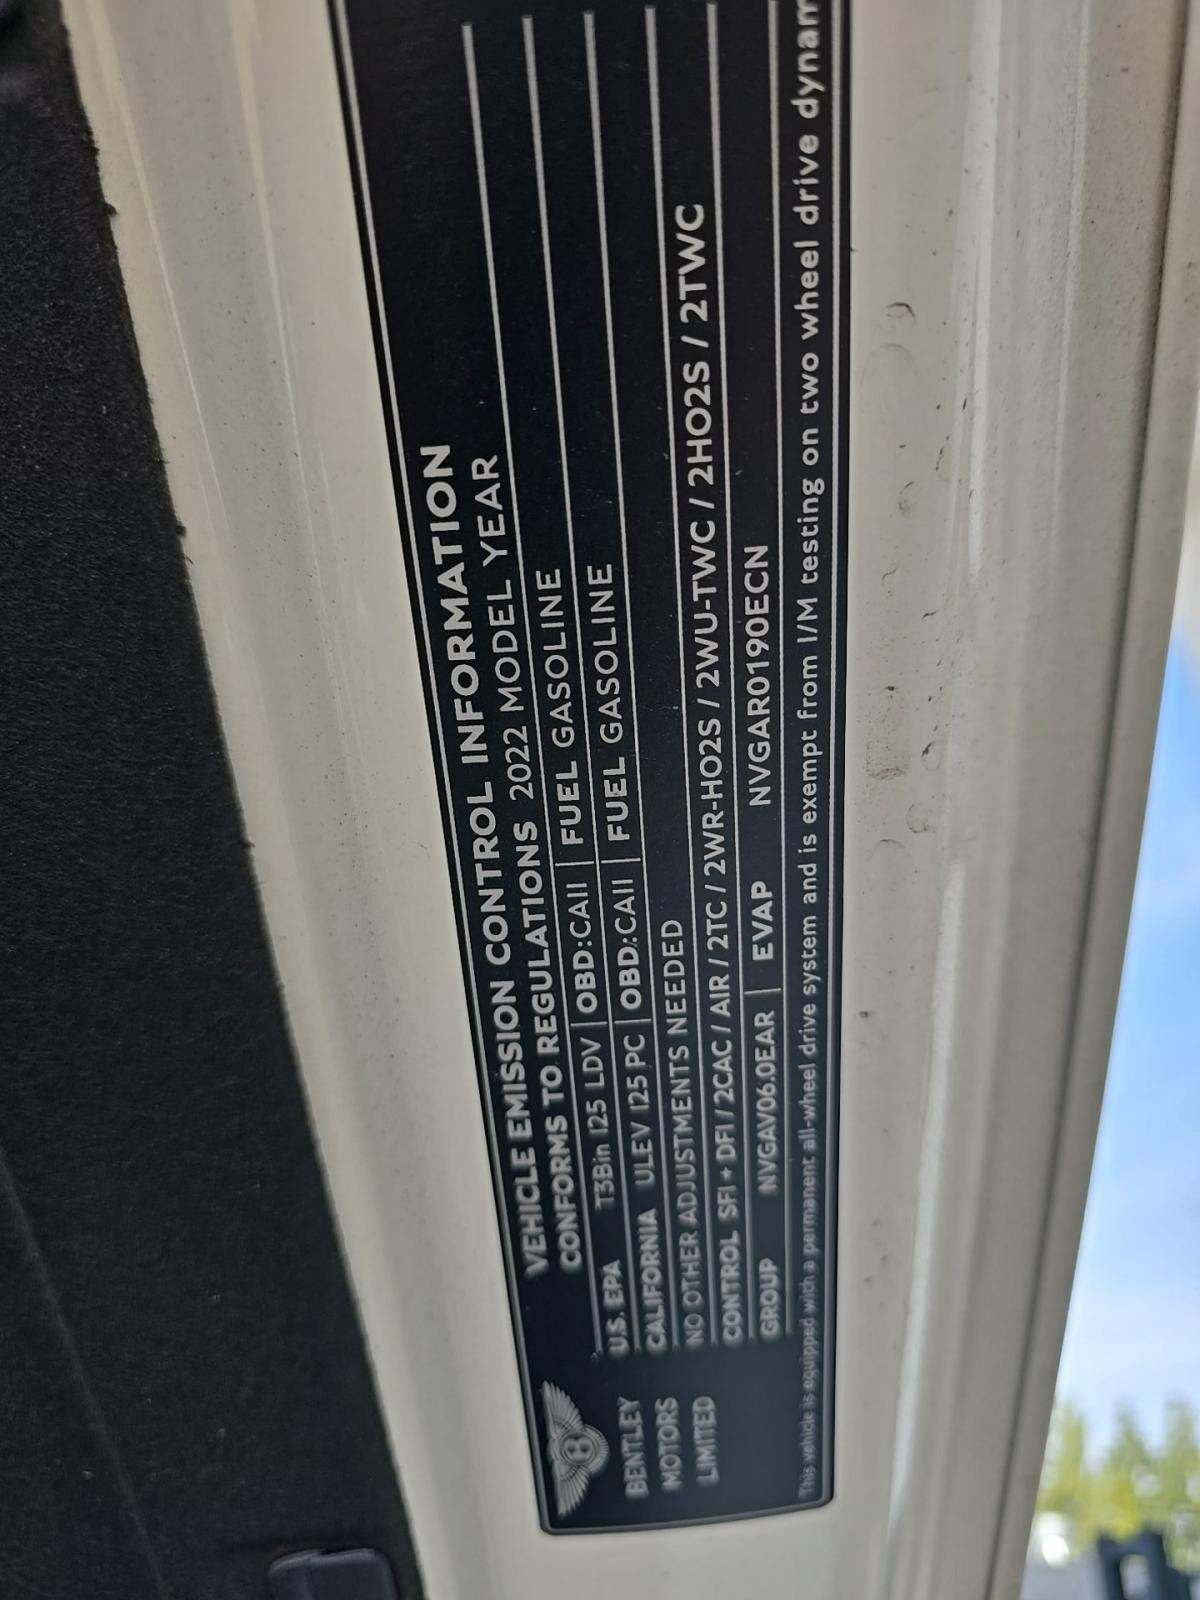 VEHICLE EMISSION CONTROL INFORMATION
CONFORMS TO REGULATIONS 2022 MODEL YEAR
U.S. EPA T3Bin 125 LDV | OBD:CAII | FUEL GASOLINE
CALIFORNIA ULEV 125 PC | OBD:CAII | FUEL GASOLINE
NO OTHER ADJUSTMENTS NEEDED
CONTROL SFI + DFI / 2CAC / AIR / 2TC / 2WR-HO2S / 2WU-TWC / 2HO2S / 2TWC
GROUP NVGAV06.0EAR | EVAP NVGAR0190ECN
B
BENTLEY
MOTORS
LIMITED
This vehicle is equipped with a permanent all-wheel drive system and is exempt from I/M testing on two wheel drive dynam